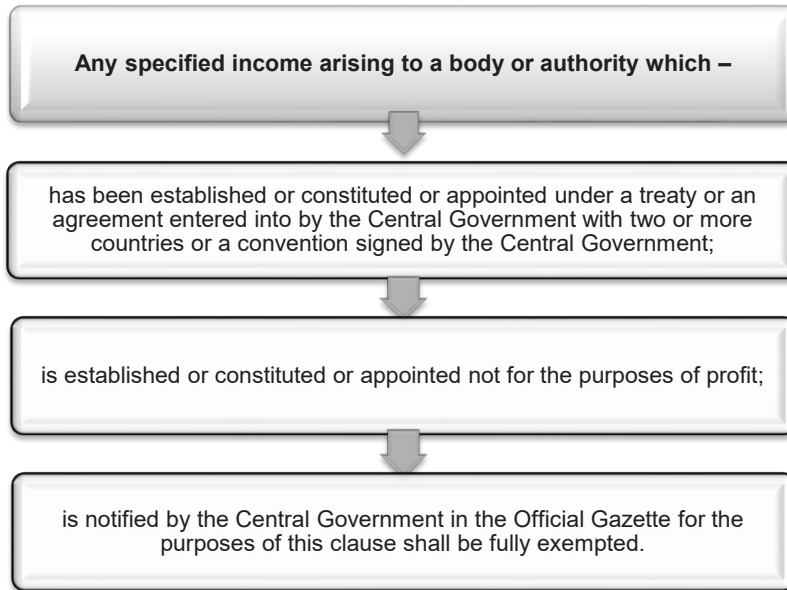 Any specified income arising to a body or authority which –
has been established or constituted or appointed under a treaty or an
agreement entered into by the Central Government with two or more
countries or a convention signed by the Central Government;
is established or constituted or appointed not for the purposes of profit;
is notified by the Central Government in the Official Gazette for the
purposes of this clause shall be fully exempted.